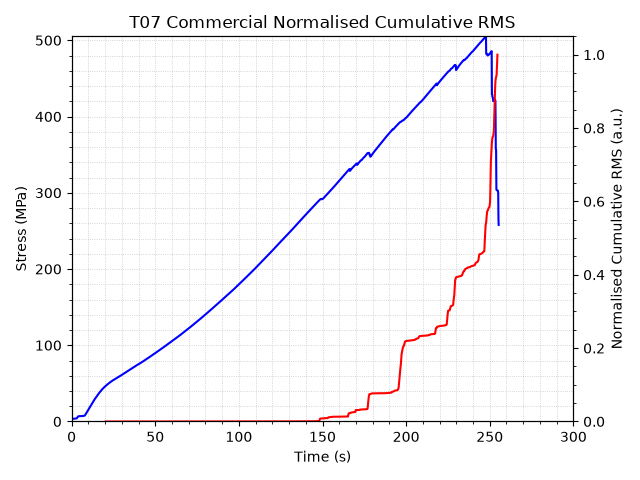 T07 Commercial Normalised Cumulative RMS
Stress (MPa)
500
400
300
200
100
0
1.0
0.8
0.6
0.4
0.2
0.0
Normalised Cumulative RMS (a.u.)
0 50 100 150 200 250 300
Time (s)